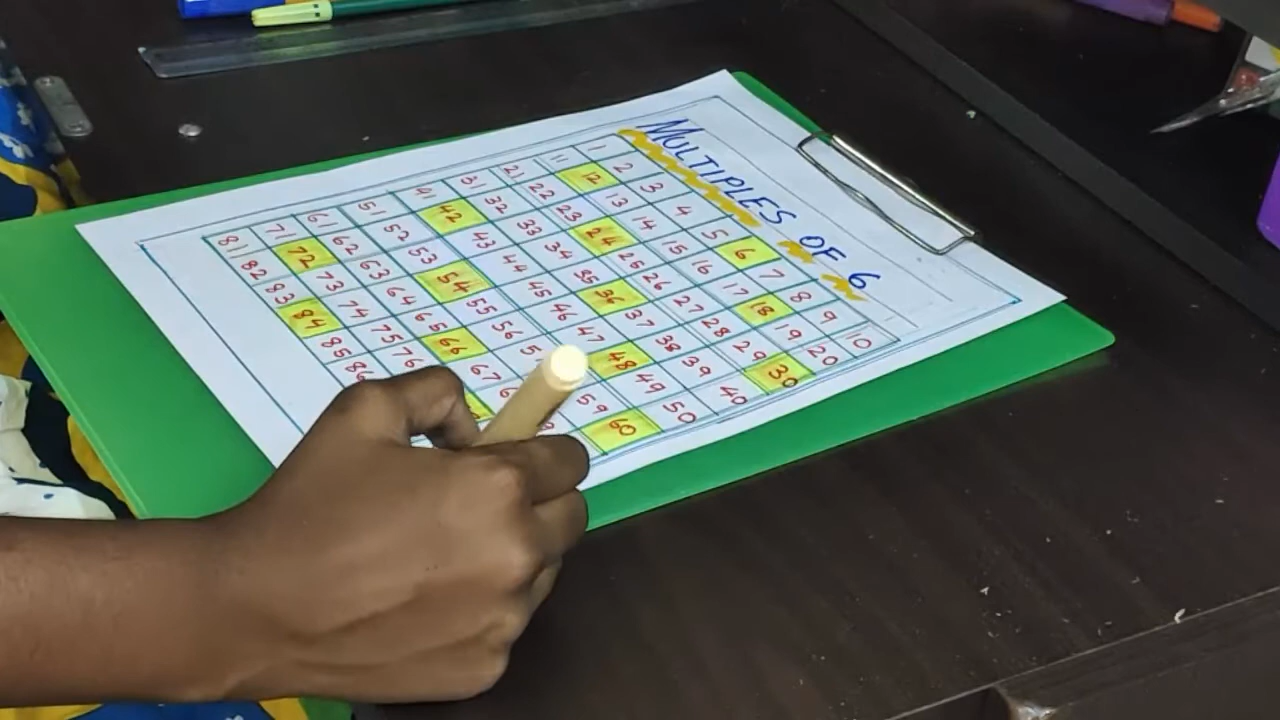 MULTIPLES OF 6
1 2 3 4 5 6 7 8 9 10
11 12 13 14 15 16 17 18 19 20
21 22 23 24 25 26 27 28 29 30
31 32 33 34 35 36 37 38 39 40
41 42 43 44 45 46 47 48 49 50
51 52 53 54 55 56 59 60
61 62 63 64 65 66 67
71 72 73 74 75 76
81 82 83 84 85 86